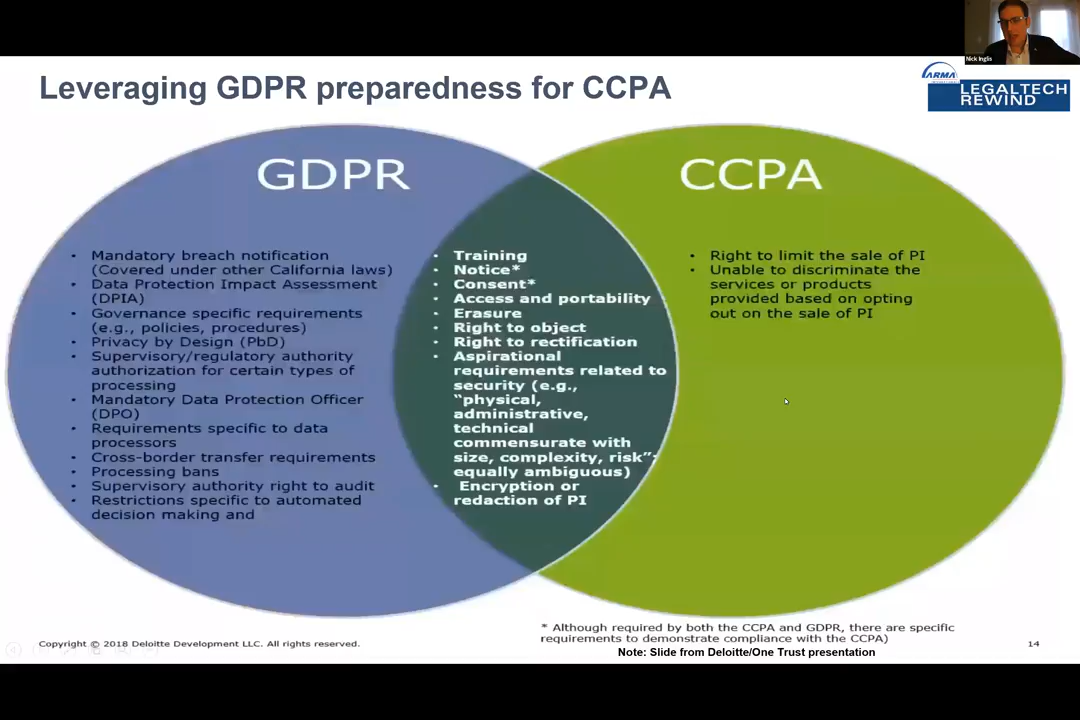 Nick Inglis
Leveraging GDPR preparedness for CCPA
ARMA
LEGALTECH
REWIND
GDPR
• Mandatory breach notification
(Covered under other California laws)
• Data Protection Impact Assessment
(DPIA)
• Governance specific requirements
(e.g., policies, procedures)
• Privacy by Design (PbD)
• Supervisory/regulatory authority
authorization for certain types of
processing
• Mandatory Data Protection Officer
(DPO)
• Requirements specific to data
processors
• Cross-border transfer requirements
• Processing bans
• Supervisory authority right to audit
• Restrictions specific to automated
decision making and
• Training
• Notice*
• Consent*
• Access and portability
• Erasure
• Right to object
• Right to rectification
• Aspirational
requirements related to
security (e.g.,
“physical,
administrative,
technical
commensurate with
size, complexity, risk”;
equally ambiguous)
• Encryption or
redaction of PI
CCPA
• Right to limit the sale of PI
• Unable to discriminate the
services or products
provided based on opting
out on the sale of PI
* Although required by both the CCPA and GDPR, there are specific
requirements to demonstrate compliance with the CCPA)
Copyright © 2018 Deloitte Development LLC. All rights reserved.
14
Note: Slide from Deloitte/One Trust presentation